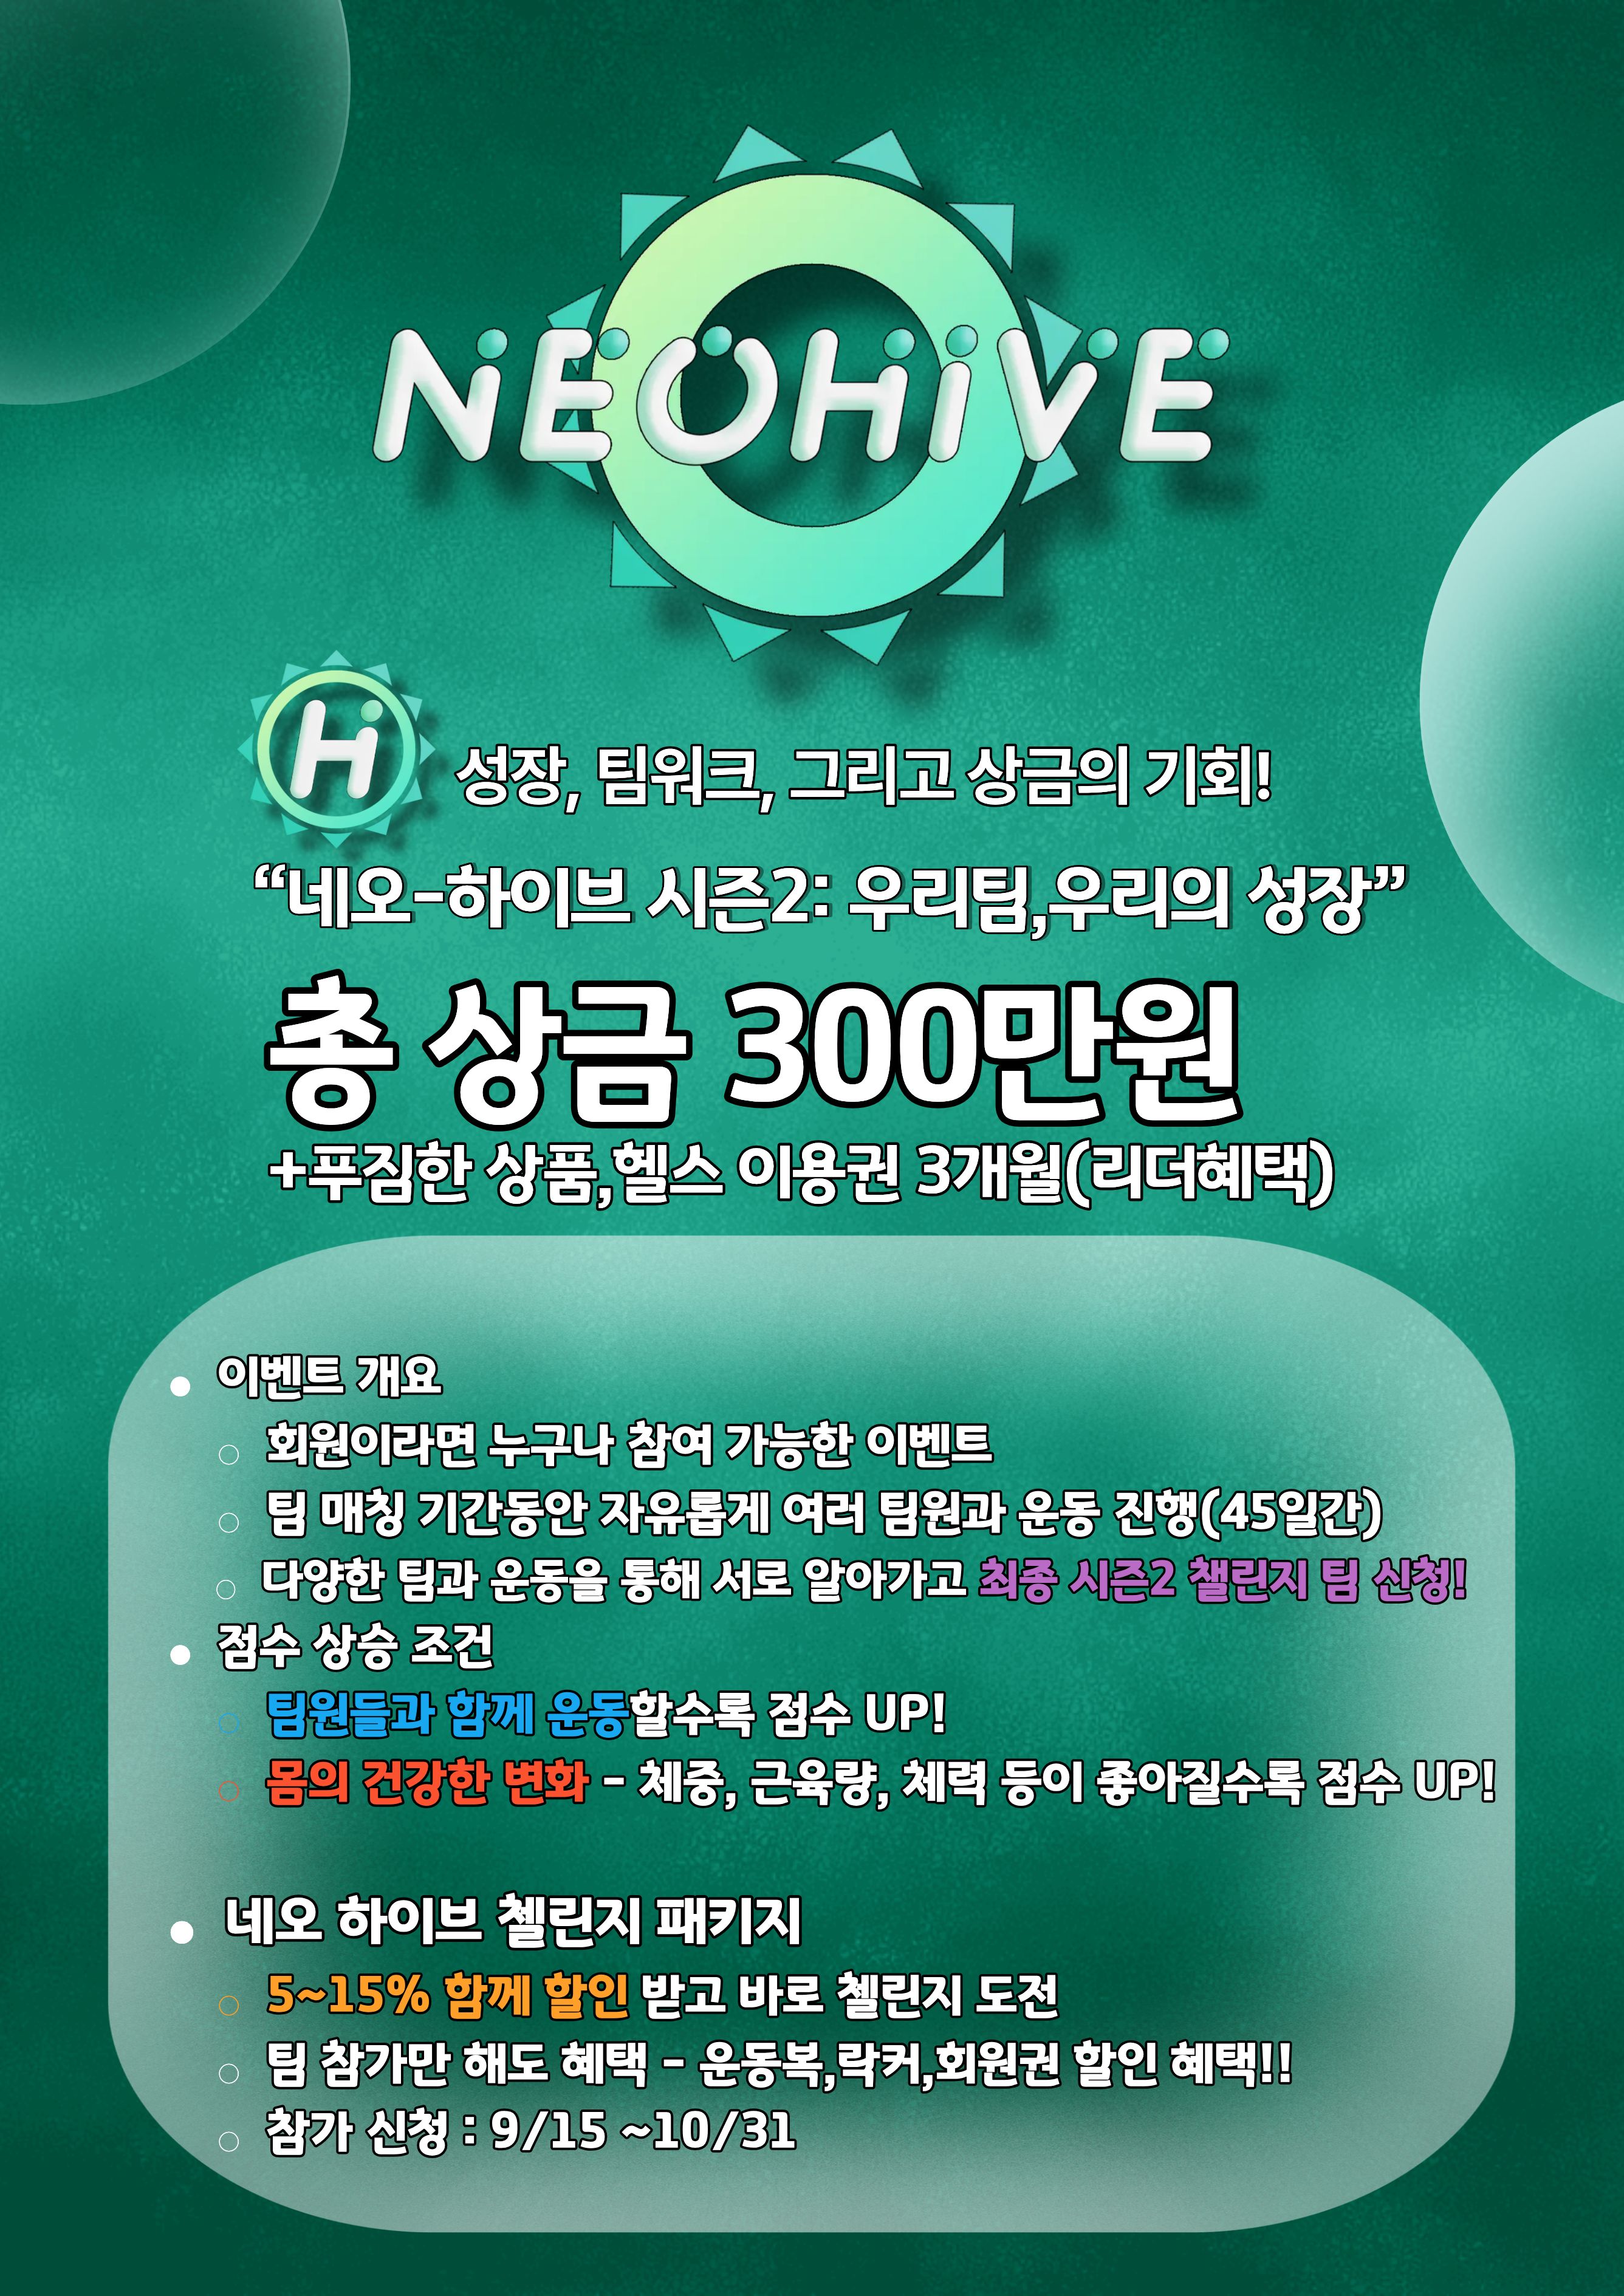 NEOHiVE
H
성장, 팀워크, 그리고 상금의 기회!
“네오-하이브 시즌2: 우리팀,우리의 성장”
총 상금 300만원
+푸짐한 상품,헬스 이용권 3개월(리더혜택)
• 이벤트 개요
○ 회원이라면 누구나 참여 가능한 이벤트
○ 팀 매칭 기간동안 자유롭게 여러 팀원과 운동 진행(45일간)
○ 다양한 팀과 운동을 통해 서로 알아가고 최종 시즌2 챌린지 팀 신청!
• 점수 상승 조건
○ 팀원들과 함께 운동할수록 점수 UP!
○ 몸의 건강한 변화 - 체중, 근육량, 체력 등이 좋아질수록 점수 UP!
• 네오 하이브 첼린지 패키지
○ 5~15% 함께 할인 받고 바로 첼린지 도전
○ 팀 참가만 해도 혜택 - 운동복,락커,회원권 할인 혜택!!
○ 참가 신청 : 9/15 ~10/31